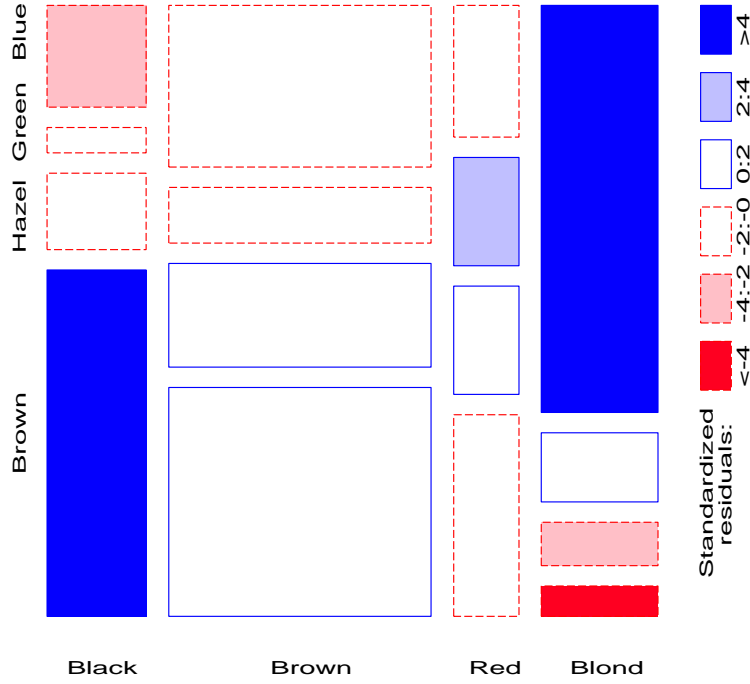 Blue
Green
Hazel
Brown
Black
Brown
Red
Blond
Standardized
residuals:
<-4
-4:-2
-2:-0
0:2
2:4
>4